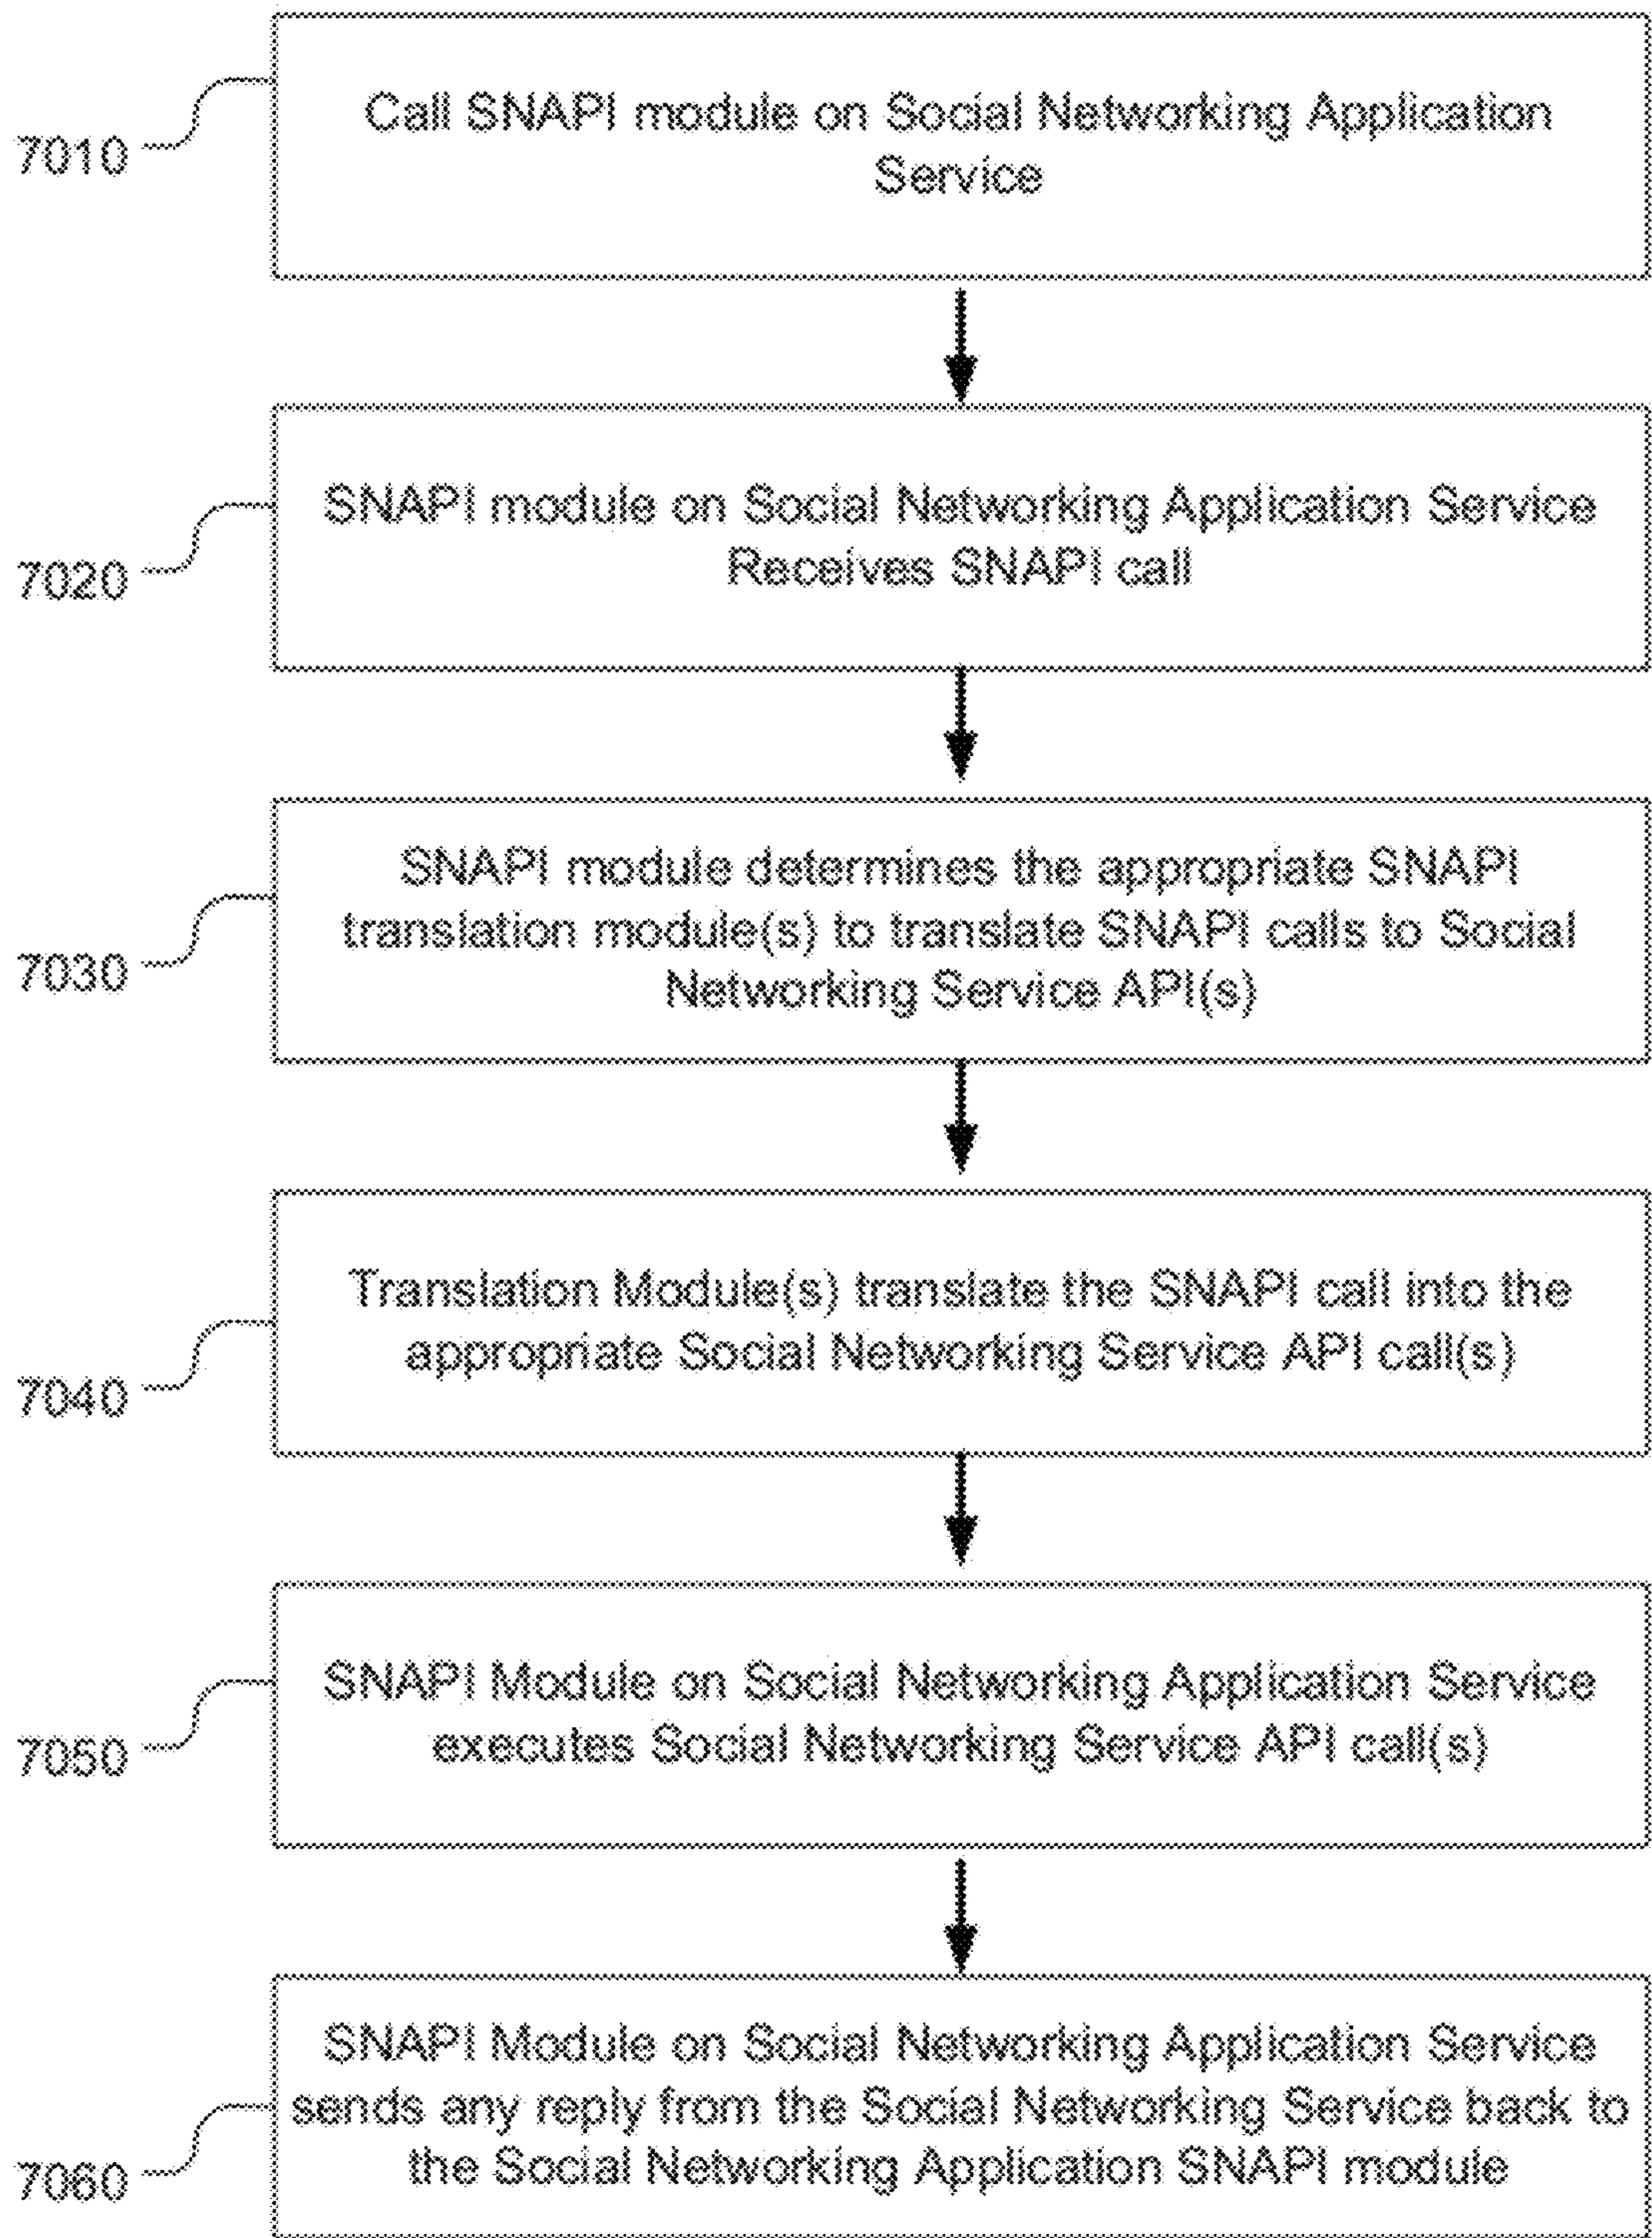 Call SNAPI module on Social Networking Application
Service
7010
SNAPI module on Social Networking Application Service
Receives SNAPI call
7020
SNAPI module determines the appropriate SNAPI
translation module(s) to translate SNAPI calls to Social
Networking Service API(s)
7030
Translation Module(s) translate the SNAPI call into the
appropriate Social Networking Service API call(s)
7040
SNAPI Module on Social Networking Application Service
executes Social Networking Service API call(s)
7050
SNAPI Module on Social Networking Application Service
sends any reply from the Social Networking Service back to
the Social Networking Application SNAPI module
7060